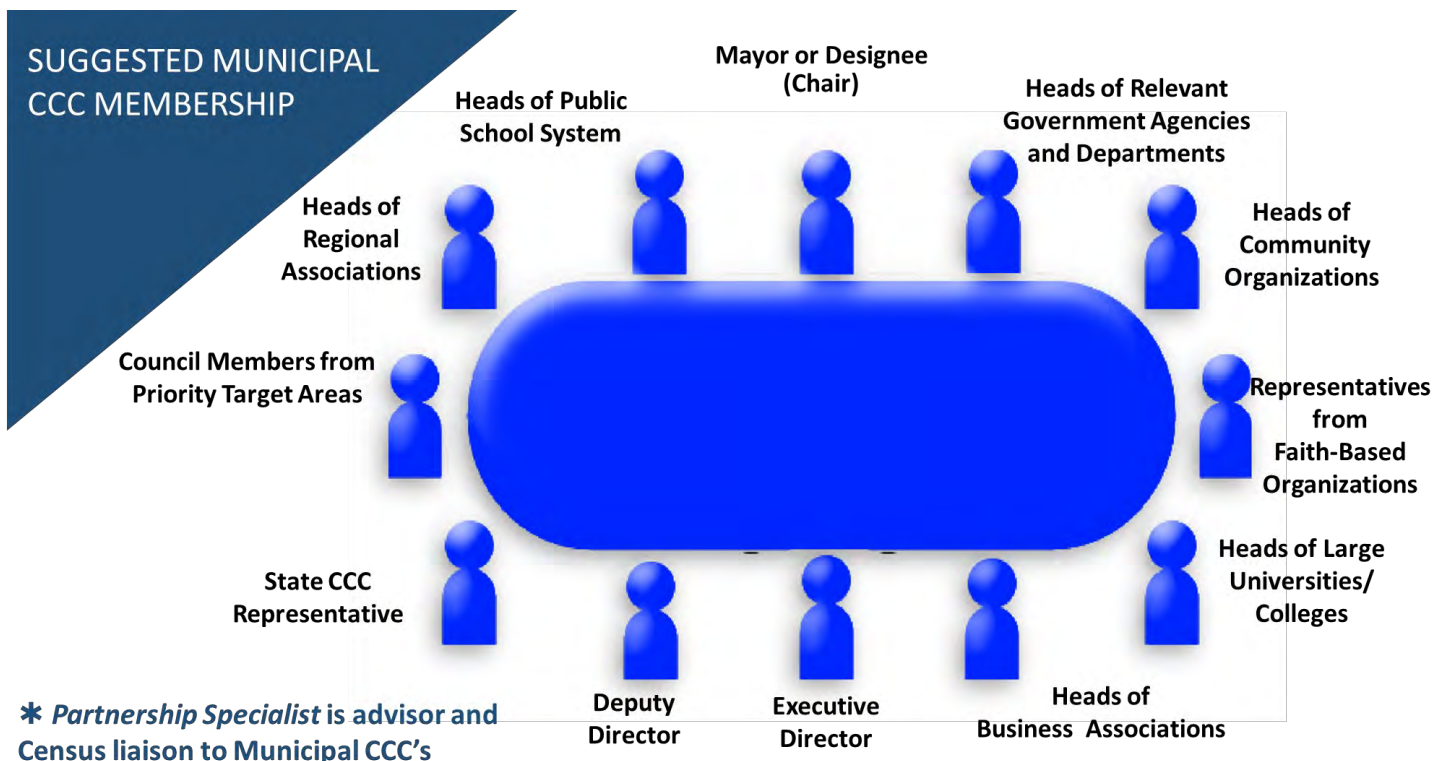 SUGGESTED MUNICIPAL
CCC MEMBERSHIP
Mayor or Designee
(Chair)
Heads of Public
School System
Heads of Relevant
Government Agencies
and Departments
Heads of
Regional
Associations
Heads of
Community
Organizations
Council Members from
Priority Target Areas
Representatives
from
Faith-Based
Organizations
State CCC
Representative
Heads of Large
Universities/
Colleges
Deputy
Director
Executive
Director
Heads of
Business Associations
* Partnership Specialist is advisor and
Census liaison to Municipal CCC's